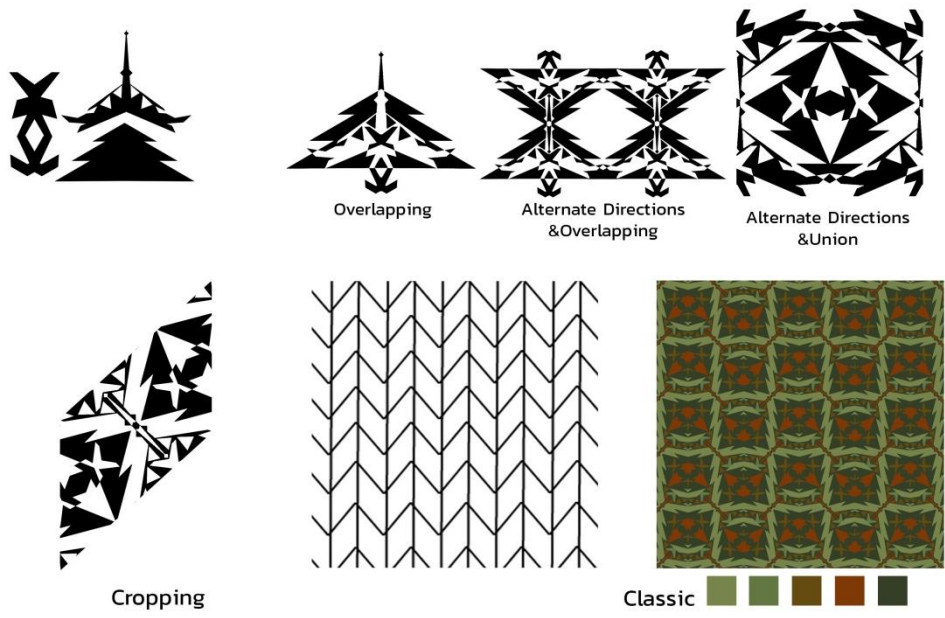 Overlapping
Alternate Directions
&Overlapping
Alternate Directions
&Union
Cropping
Classic